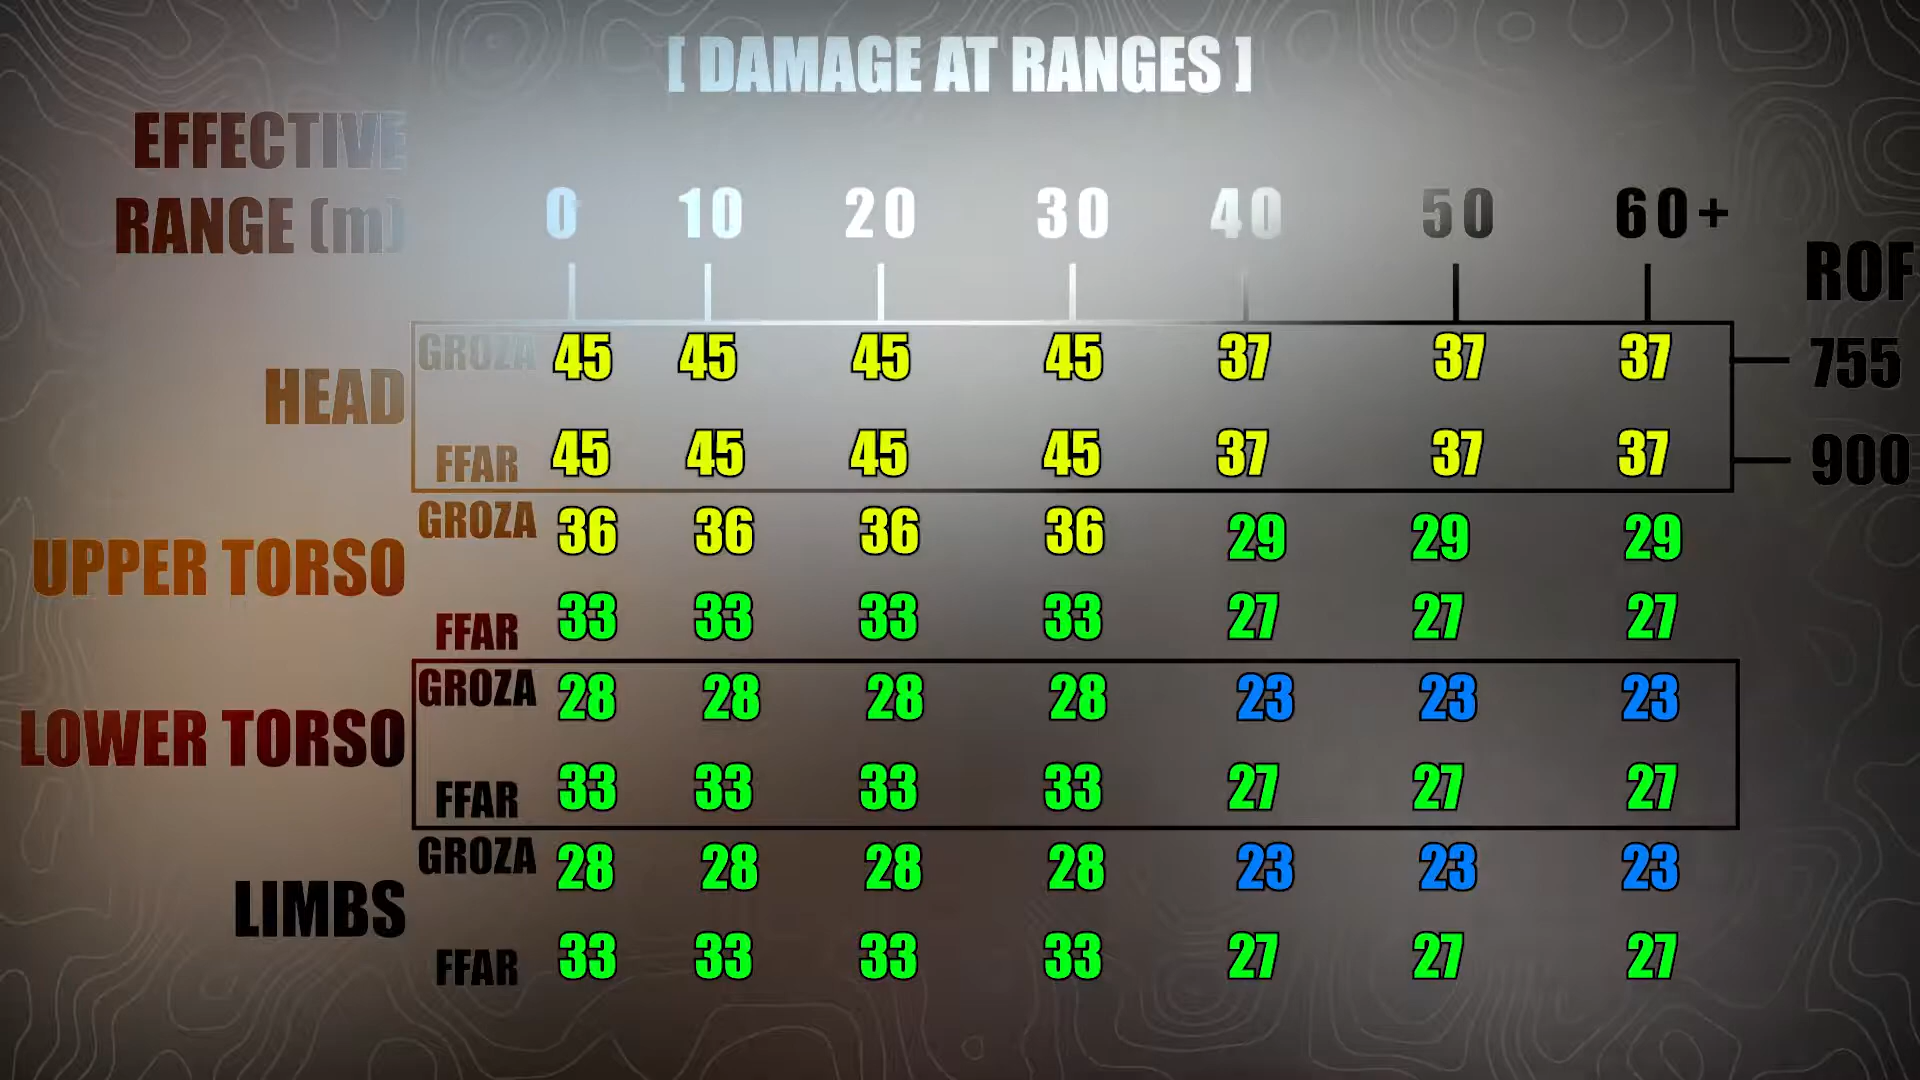 [ DAMAGE AT RANGES ]
EFFECTIVE
RANGE (m)
0 10 20 30 40 50 60+
ROF
HEAD
GROZA 45 45 45 45 37 37 37 755
FFAR 45 45 45 45 37 37 37 900
UPPER TORSO
GROZA 36 36 36 36 29 29 29
FFAR 33 33 33 33 27 27 27
LOWER TORSO
GROZA 28 28 28 28 23 23 23
FFAR 33 33 33 33 27 27 27
LIMBS
GROZA 28 28 28 28 23 23 23
FFAR 33 33 33 33 27 27 27